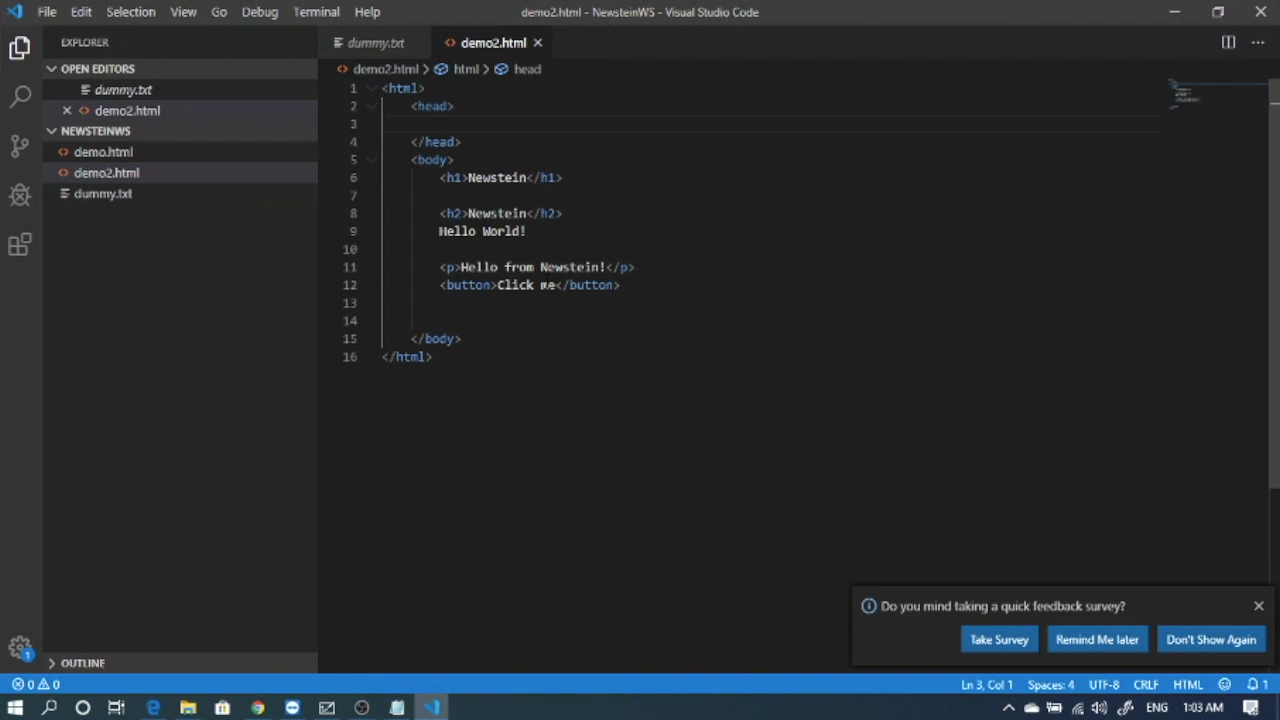 File Edit Selection View Go Debug Terminal Help
demo2.html - NewsteinWS - Visual Studio Code
EXPLORER
OPEN EDITORS
dummy.txt
demo2.html
NEWSTEINWS
demo.html
demo2.html
dummy.txt
OUTLINE
dummy.txt demo2.html
demo2.html html head
1 <html>
2 <head>
3
4 </head>
5 <body>
6 <h1>Newstein</h1>
7
8 <h2>Newstein</h2>
9 Hello World!
10
11 <p>Hello from Newstein!</p>
12 <button>Click me</button>
13
14
15 </body>
16 </html>
Do you mind taking a quick feedback survey?
Take Survey Remind Me later Don't Show Again
1
0 0 Ln 3, Col 1 Spaces: 4 UTF-8 CRLF HTML 1
ENG 1:03 AM